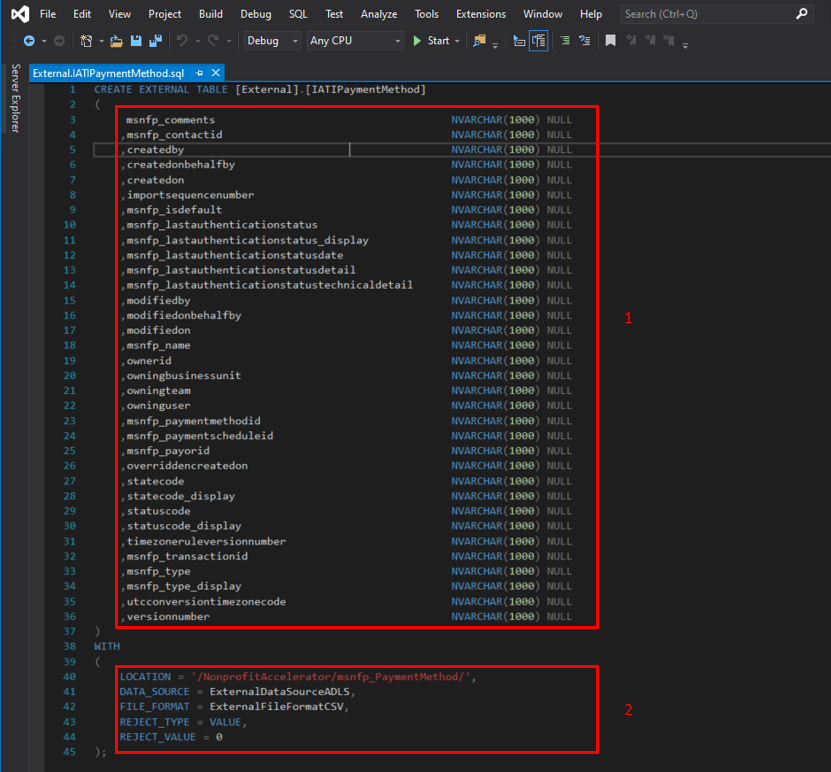 File Edit View Project Build Debug SQL Test Analyze Tools Extensions Window Help Search (Ctrl+Q)
Debug Any CPU Start
Server Explorer
External.IATIPaymentMethod.sql
1 CREATE EXTERNAL TABLE [External].[IATIPaymentMethod]
2 (
3 msnfp_comments NVARCHAR(1000) NULL
4 ,msnfp_contactid NVARCHAR(1000) NULL
5 ,createdby NVARCHAR(1000) NULL
6 ,createdonbehalfby NVARCHAR(1000) NULL
7 ,createdon NVARCHAR(1000) NULL
8 ,importsequencenumber NVARCHAR(1000) NULL
9 ,msnfp_isdefault NVARCHAR(1000) NULL
10 ,msnfp_lastauthenticationstatus NVARCHAR(1000) NULL
11 ,msnfp_lastauthenticationstatus_display NVARCHAR(1000) NULL
12 ,msnfp_lastauthenticationstatusdate NVARCHAR(1000) NULL
13 ,msnfp_lastauthenticationstatusdetail NVARCHAR(1000) NULL
14 ,msnfp_lastauthenticationstatustechnicaldetail NVARCHAR(1000) NULL
15 ,modifiedby NVARCHAR(1000) NULL
16 ,modifiedonbehalfby NVARCHAR(1000) NULL
17 ,modifiedon NVARCHAR(1000) NULL
18 ,msnfp_name NVARCHAR(1000) NULL
19 ,ownerid NVARCHAR(1000) NULL
20 ,owningbusinessunit NVARCHAR(1000) NULL
21 ,owningteam NVARCHAR(1000) NULL
22 ,owninguser NVARCHAR(1000) NULL
23 ,msnfp_paymentmethodid NVARCHAR(1000) NULL
24 ,msnfp_paymentscheduleid NVARCHAR(1000) NULL
25 ,msnfp_payorid NVARCHAR(1000) NULL
26 ,overriddencreatedon NVARCHAR(1000) NULL
27 ,statecode NVARCHAR(1000) NULL
28 ,statecode_display NVARCHAR(1000) NULL
29 ,statuscode NVARCHAR(1000) NULL
30 ,statuscode_display NVARCHAR(1000) NULL
31 ,timezoneruleversionnumber NVARCHAR(1000) NULL
32 ,msnfp_transactionid NVARCHAR(1000) NULL
33 ,msnfp_type NVARCHAR(1000) NULL
34 ,msnfp_type_display NVARCHAR(1000) NULL
35 ,utcconversiontimezonecode NVARCHAR(1000) NULL
36 ,versionnumber NVARCHAR(1000) NULL
1
37 )
38 WITH
39 (
40 LOCATION = '/NonprofitAccelerator/msnfp_PaymentMethod/',
41 DATA_SOURCE = ExternalDataSourceADLS,
42 FILE_FORMAT = ExternalFileFormatCSV,
43 REJECT_TYPE = VALUE,
44 REJECT_VALUE = 0
2
45 );